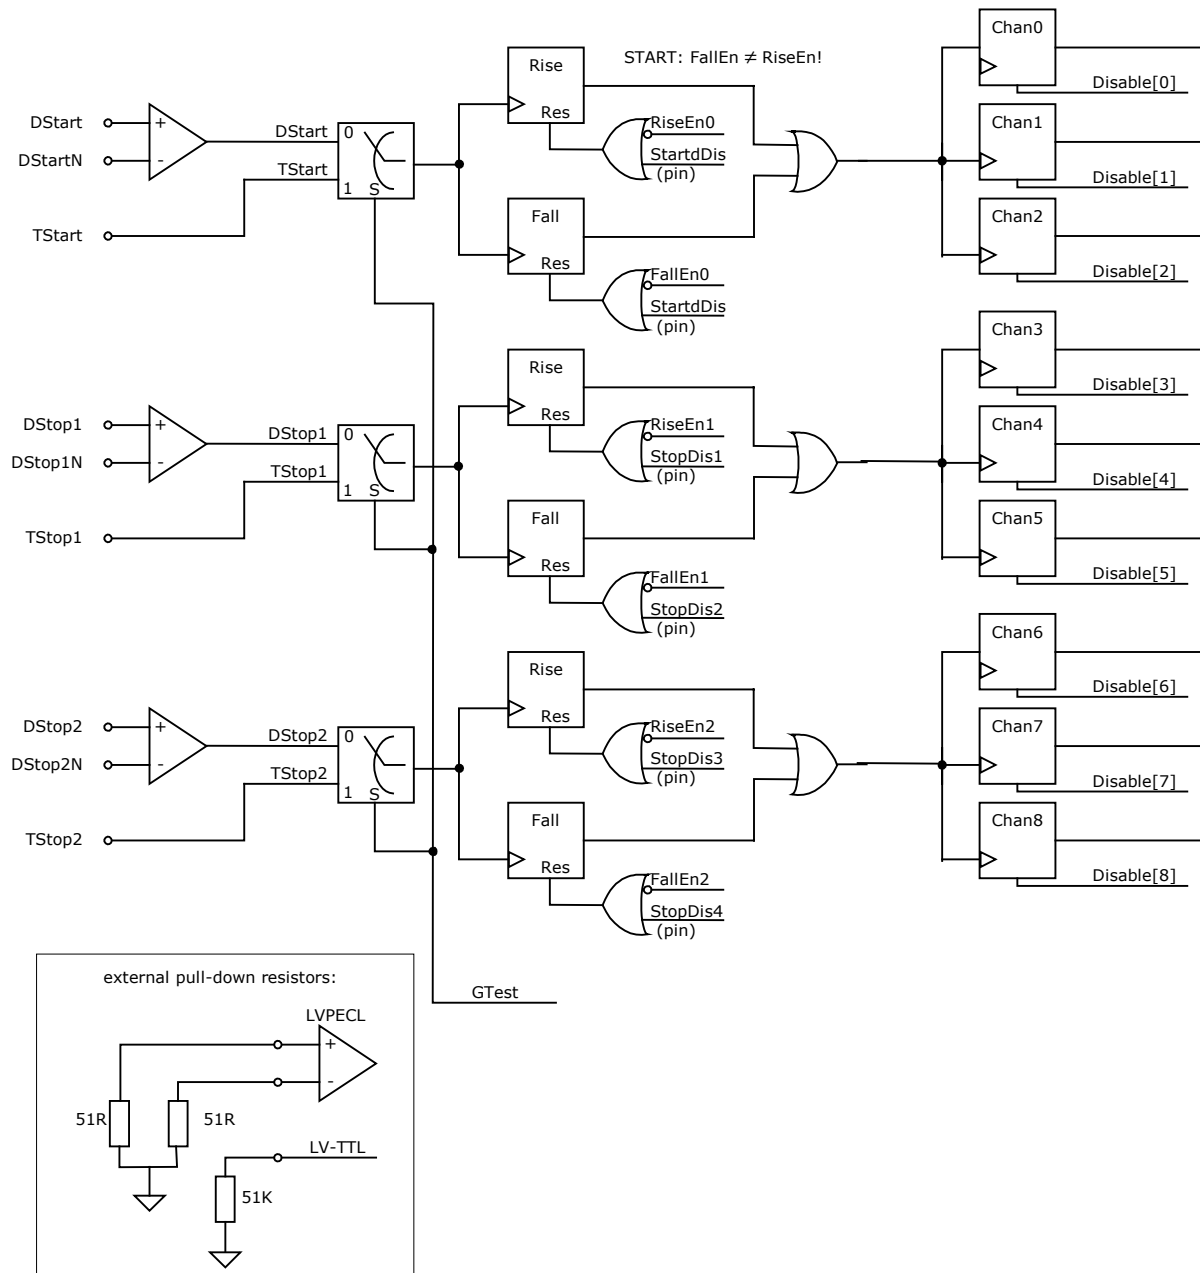 START: FallEn ≠ RiseEn!
DStart
DStartN
TStart
+
-
DStart
TStart
0
1
S
Rise
Res
RiseEn0
StartdDis
(pin)
Fall
Res
FallEn0
StartdDis
(pin)
Chan0
Disable[0]
Chan1
Disable[1]
Chan2
Disable[2]
DStop1
DStop1N
TStop1
+
-
DStop1
TStop1
0
1
S
Rise
Res
RiseEn1
StopDis1
(pin)
Fall
Res
FallEn1
StopDis2
(pin)
Chan3
Disable[3]
Chan4
Disable[4]
Chan5
Disable[5]
DStop2
DStop2N
TStop2
+
-
DStop2
TStop2
0
1
S
Rise
Res
RiseEn2
StopDis3
(pin)
Fall
Res
FallEn2
StopDis4
(pin)
Chan6
Disable[6]
Chan7
Disable[7]
Chan8
Disable[8]
GTest
external pull-down resistors:
LVPECL
+
-
51R
51R
LV-TTL
51K